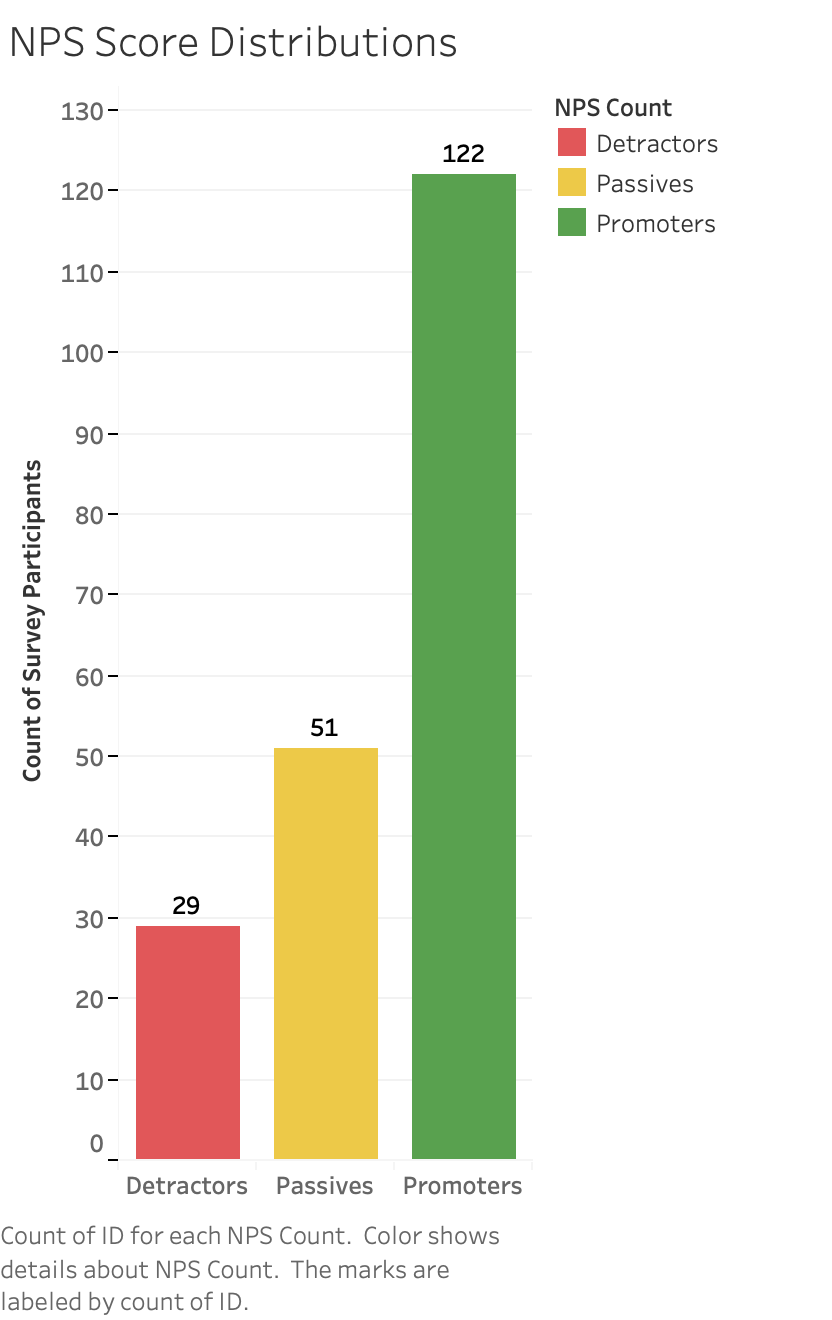 NPS Score Distributions
NPS Count
Detractors
Passives
Promoters
Count of Survey Participants
130
120
110
100
90
80
70
60
50
40
30
20
10
0
122
51
29
Detractors Passives Promoters
Count of ID for each NPS Count.  Color shows
details about NPS Count.  The marks are
labeled by count of ID.